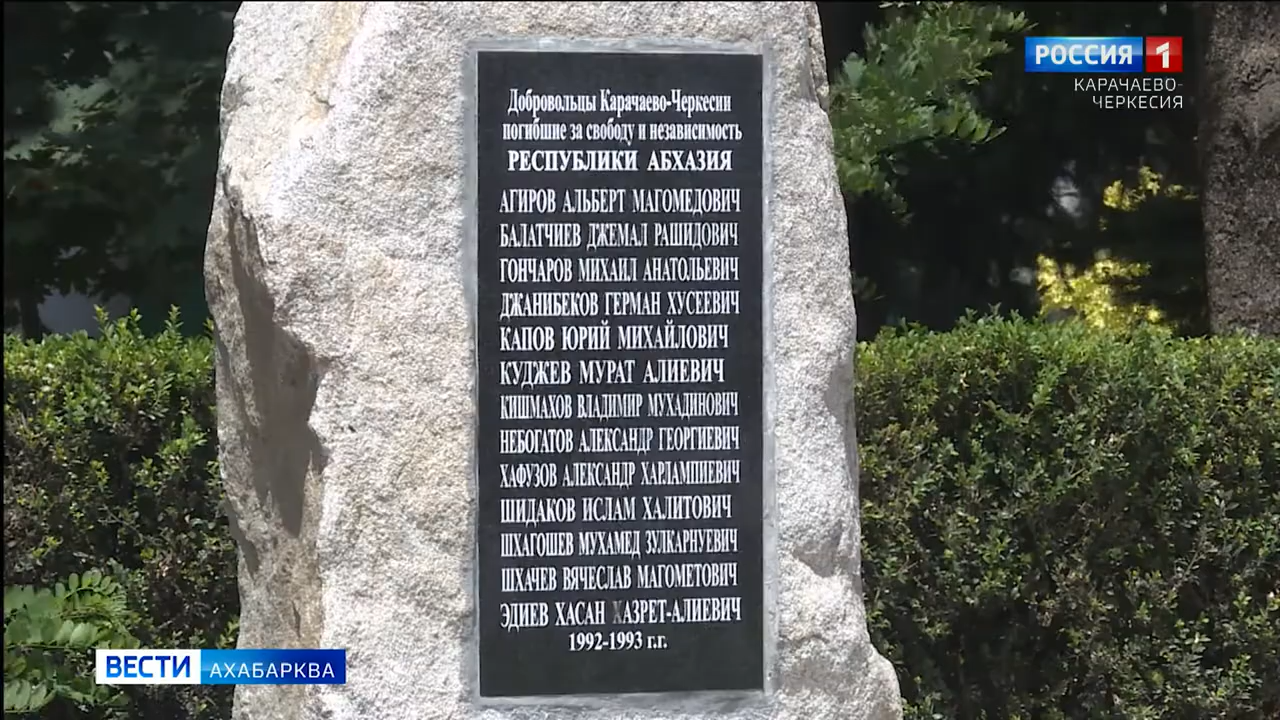 РОССИЯ 1
КАРАЧАЕВО-
ЧЕРКЕСИЯ
Добровольцы Карачаево-Черкесии
погибшие за свободу и независимость
РЕСПУБЛИКИ АБХАЗИЯ
АГИРОВ АЛЬБЕРТ МАГОМЕДОВИЧ
БАЛАТЧИЕВ ДЖЕМАЛ РАШИДОВИЧ
ГОНЧАРОВ МИХАИЛ АНАТОЛЬЕВИЧ
ДЖАНИБЕКОВ ГЕРМАН ХУСЕЕВИЧ
КАПОВ ЮРИЙ МИХАЙЛОВИЧ
КУДЖЕВ МУРАТ АЛИЕВИЧ
КИШМАХОВ ВЛАДИМИР МУХАДИНОВИЧ
НЕБОГАТОВ АЛЕКСАНДР ГЕОРГИЕВИЧ
ХАФУЗОВ АЛЕКСАНДР ХАРЛАМПИЕВИЧ
ШИДАКОВ ИСЛАМ ХАЛИТОВИЧ
ШХАГОШЕВ МУХАМЕД ЗУЛКАРНУЕВИЧ
ШХАЧЕВ ВЯЧЕСЛАВ МАГОМЕТОВИЧ
ЭДИЕВ ХАСАН ХАЗРЕТ-АЛИЕВИЧ
1992-1993 г.г.
ВЕСТИ АХАБАРКВА